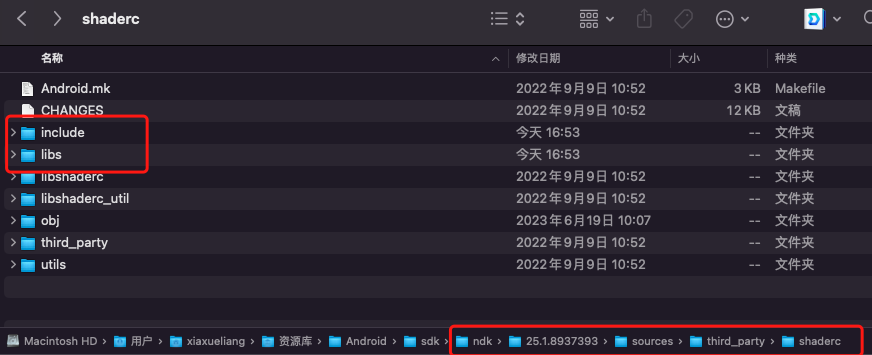 shaderc
名称 修改日期 大小 种类
Android.mk 2022年9月9日 10:52 3 KB Makefile
CHANGES 2022年9月9日 10:52 12 KB 文稿
include 今天 16:53 -- 文件夹
libs 今天 16:53 -- 文件夹
libshaderc 2022年9月9日 10:52 -- 文件夹
libshaderc_util 2022年9月9日 10:52 -- 文件夹
obj 2023年6月19日 10:07 -- 文件夹
third_party 2022年9月9日 10:52 -- 文件夹
utils 2022年9月9日 10:52 -- 文件夹
Macintosh HD › 用户 › xiaxueliang › 资源库 › Android › sdk › ndk › 25.1.8937393 › sources › third_party › shaderc